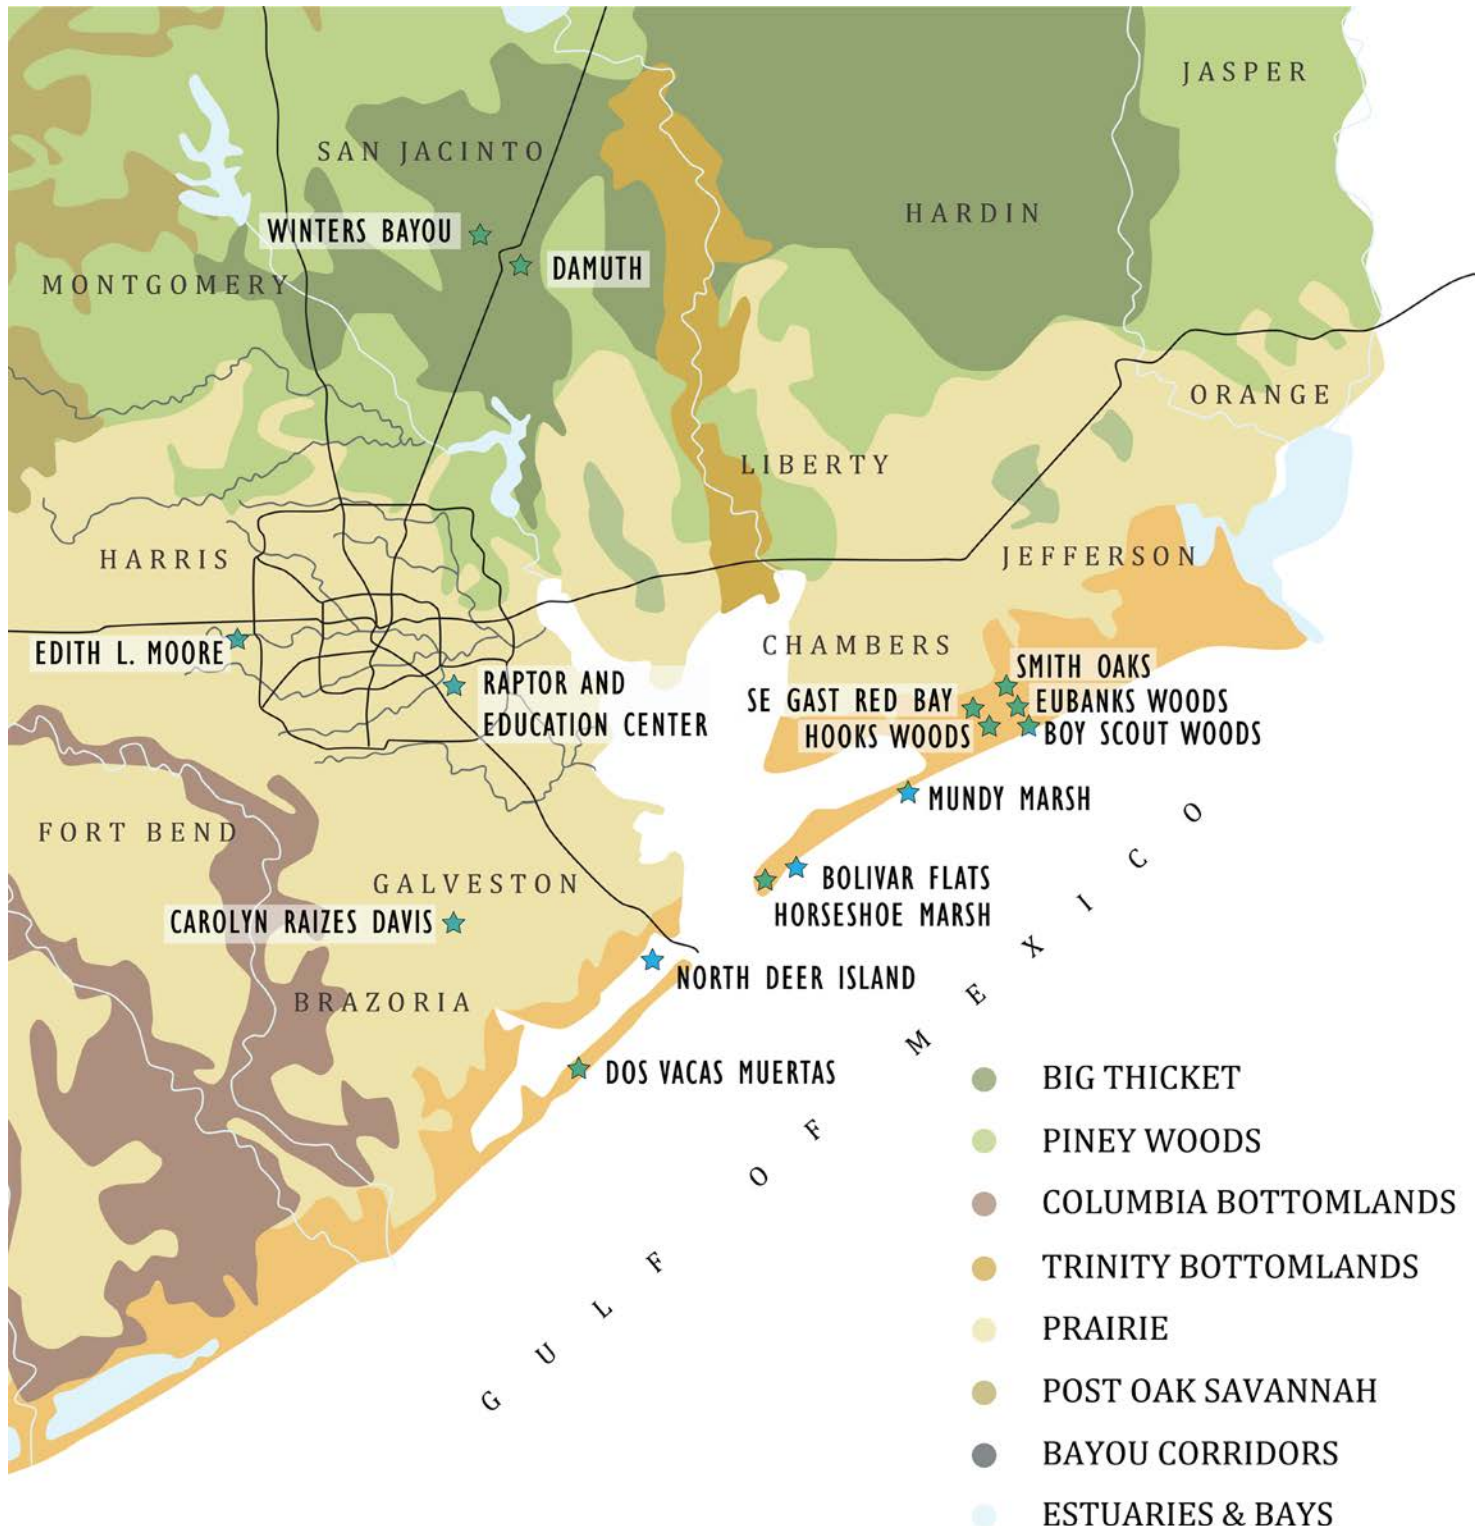 JASPER
SAN JACINTO
HARDIN
WINTERS BAYOU
DAMUTH
MONTGOMERY
ORANGE
LIBERTY
HARRIS
JEFFERSON
CHAMBERS
EDITH L. MOORE
SMITH OAKS
RAPTOR AND
EDUCATION CENTER
SE GAST RED BAY
EUBANKS WOODS
HOOKS WOODS
BOY SCOUT WOODS
MUNDY MARSH
FORT BEND
GALVESTON
BOLIVAR FLATS
HORSESHOE MARSH
CAROLYN RAIZES DAVIS
NORTH DEER ISLAND
BRAZORIA
DOS VACAS MUERTAS
GULF OF MEXICO
BIG THICKET
PINEY WOODS
COLUMBIA BOTTOMLANDS
TRINITY BOTTOMLANDS
PRAIRIE
POST OAK SAVANNAH
BAYOU CORRIDORS
ESTUARIES & BAYS